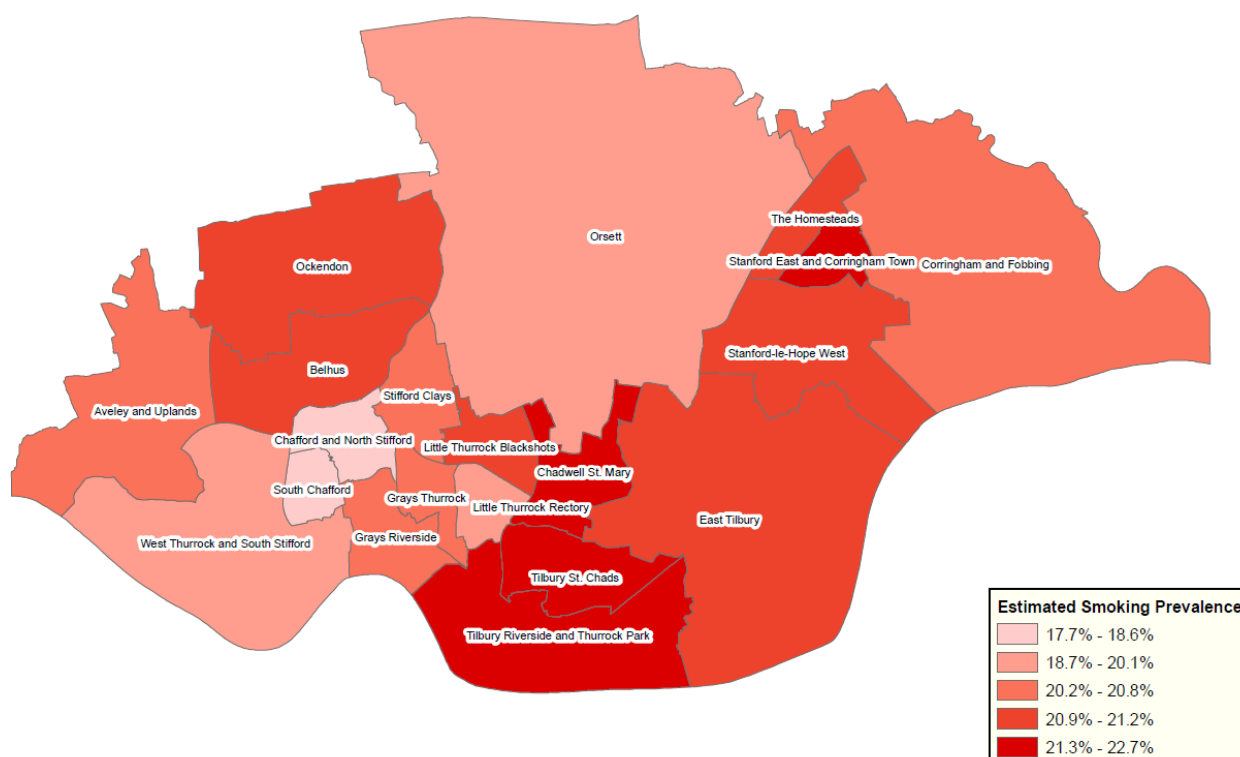 Orsett
The Homesteads
Ockendon
Stanford East and Corringham Town
Corringham and Fobbing
Stanford-le-Hope West
Belhus
Stifford Clays
Aveley and Uplands
Chafford and North Stifford
Little Thurrock Blackshots
Chadwell St. Mary
South Chafford
Grays Thurrock
Little Thurrock Rectory
East Tilbury
West Thurrock and South Stifford
Grays Riverside
Tilbury St. Chads
Tilbury Riverside and Thurrock Park
Estimated Smoking Prevalence
17.7% - 18.6%
18.7% - 20.1%
20.2% - 20.8%
20.9% - 21.2%
21.3% - 22.7%